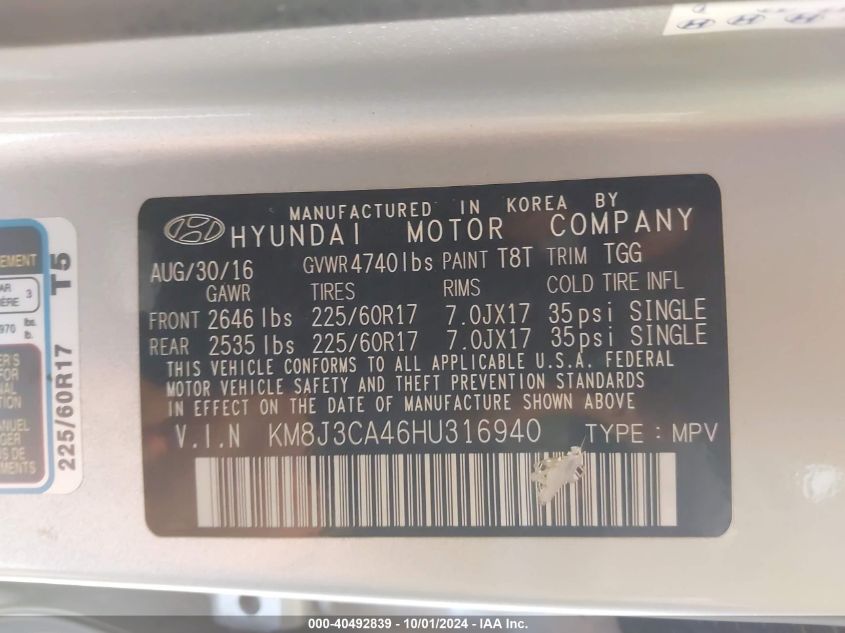 MANUFACTURED IN KOREA BY
HYUNDAI MOTOR COMPANY
AUG/30/16 GVWR 4740lbs PAINT T8T TRIM TGG
GAWR TIRES RIMS COLD TIRE INFL
FRONT 2646 lbs 225/60R17 7.0JX17 35psi SINGLE
REAR 2535 lbs 225/60R17 7.0JX17 35psi SINGLE
THIS VEHICLE CONFORMS TO ALL APPLICABLE U.S.A. FEDERAL
MOTOR VEHICLE SAFETY AND THEFT PREVENTION STANDARDS
IN EFFECT ON THE DATE OF MANUFACTURE SHOWN ABOVE
V.I.N KM8J3CA46HU316940 TYPE : MPV
225/60R17 T5
3
lbs.
000-40492839 - 10/01/2024 - IAA Inc.